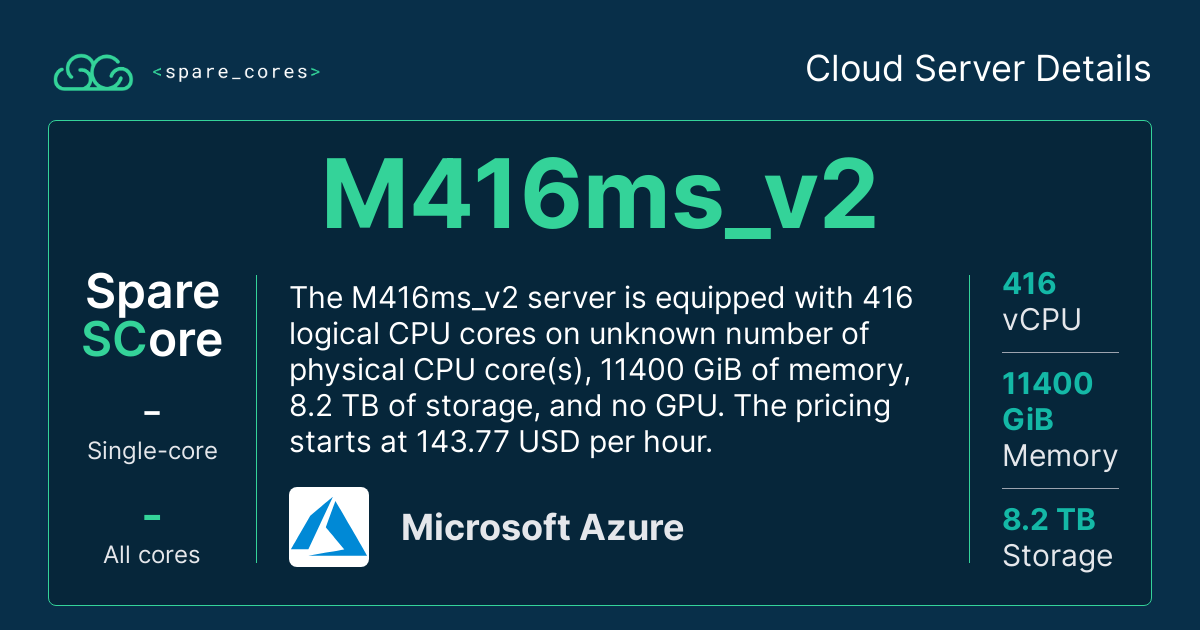 <spare_cores>
Cloud Server Details
M416ms_v2
Spare
SCore
–
Single-core
–
All cores
The M416ms_v2 server is equipped with 416
logical CPU cores on unknown number of
physical CPU core(s), 11400 GiB of memory,
8.2 TB of storage, and no GPU. The pricing
starts at 143.77 USD per hour.
Microsoft Azure
416
vCPU
11400
GiB
Memory
8.2 TB
Storage